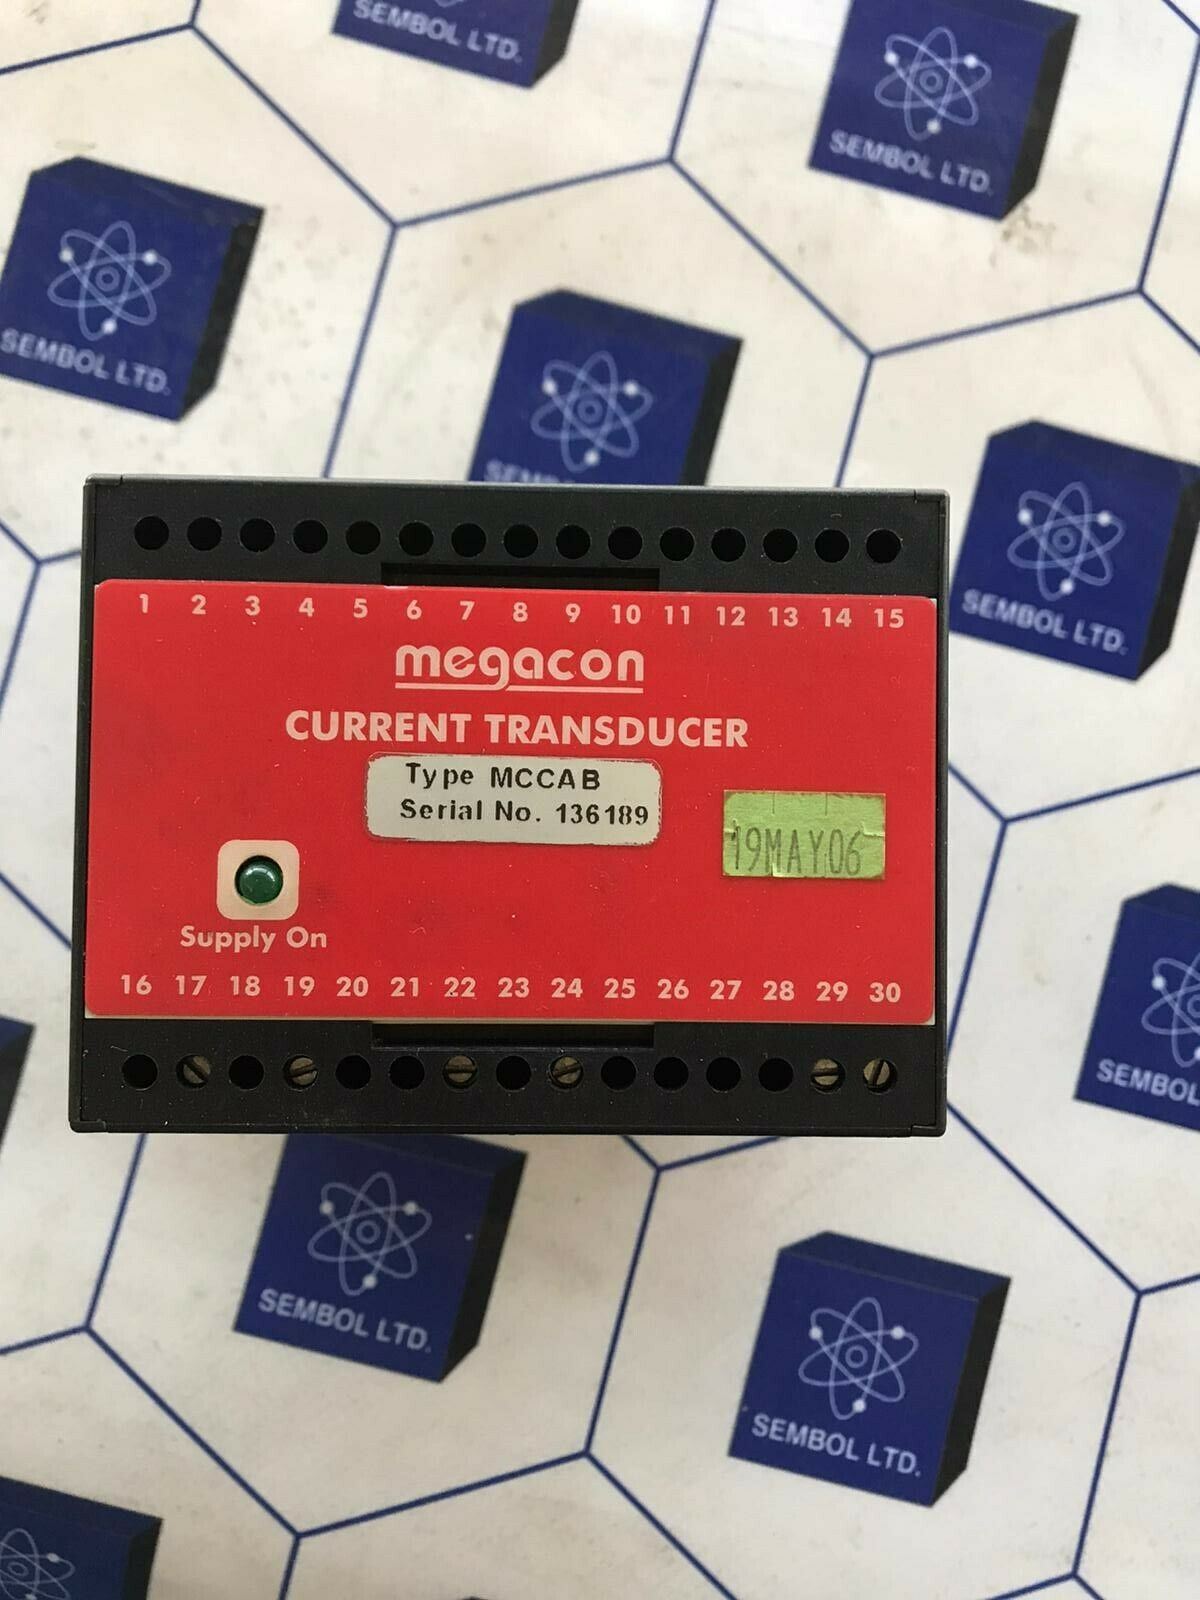 SEMBOL LTD.
SEMBOL LTD.
SEMBOL LTD.
SEMBOL LTD.
1 2 3 4 5 6 7 8 9 10 11 12 13 14 15
megacon
CURRENT TRANSDUCER
Type MCCAB
Serial No. 136189
19MAY06
Supply On
16 17 18 19 20 21 22 23 24 25 26 27 28 29 30
SEMBOL LTD.
SEMBOL LTD.